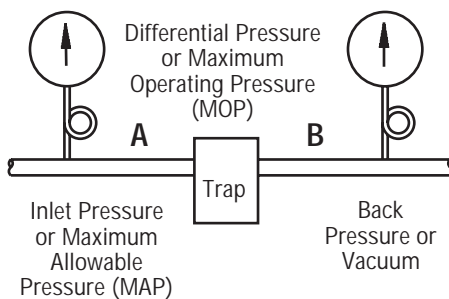 Differential Pressure
or Maximum
Operating Pressure
(MOP)
A
B
Trap
Inlet Pressure
or Maximum
Allowable
Pressure (MAP)
Back
Pressure or
Vacuum